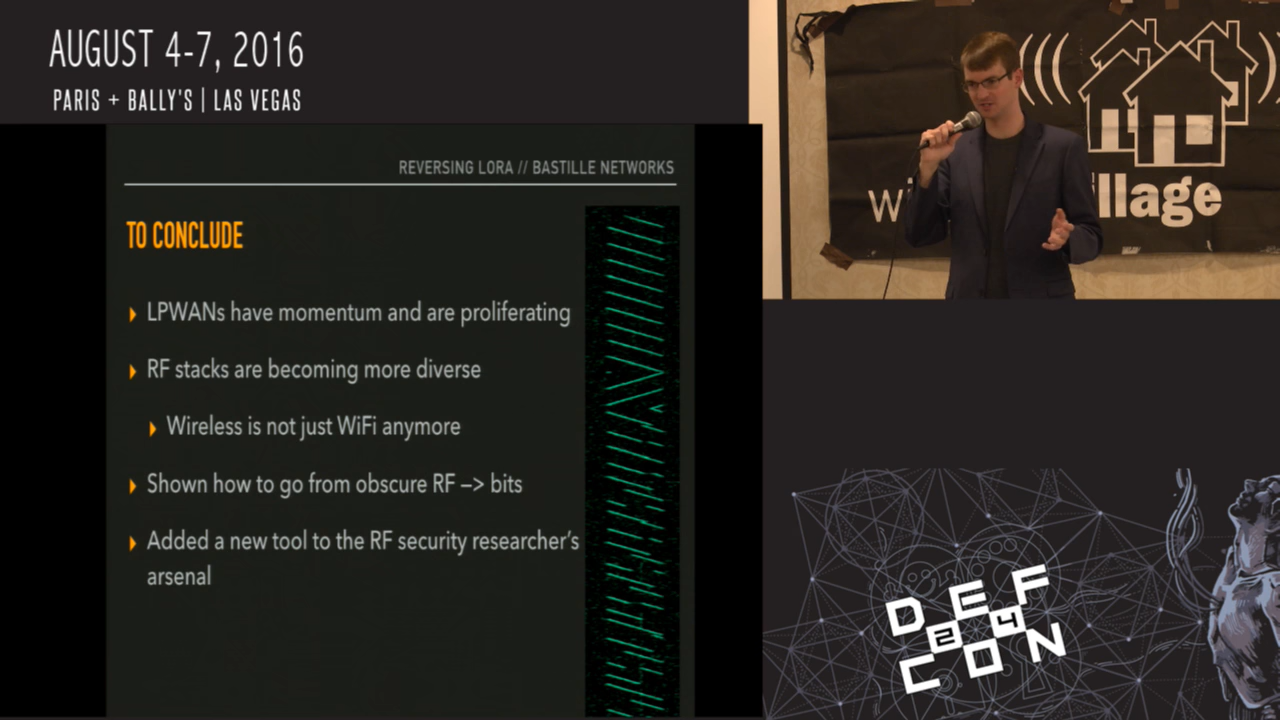 AUGUST 4-7, 2016
PARIS + BALLY'S | LAS VEGAS
REVERSING LORA // BASTILLE NETWORKS
TO CONCLUDE
LPWANs have momentum and are proliferating
RF stacks are becoming more diverse
Wireless is not just WiFi anymore
Shown how to go from obscure RF –> bits
Added a new tool to the RF security researcher's
arsenal
wi illage
DEF
24
CON